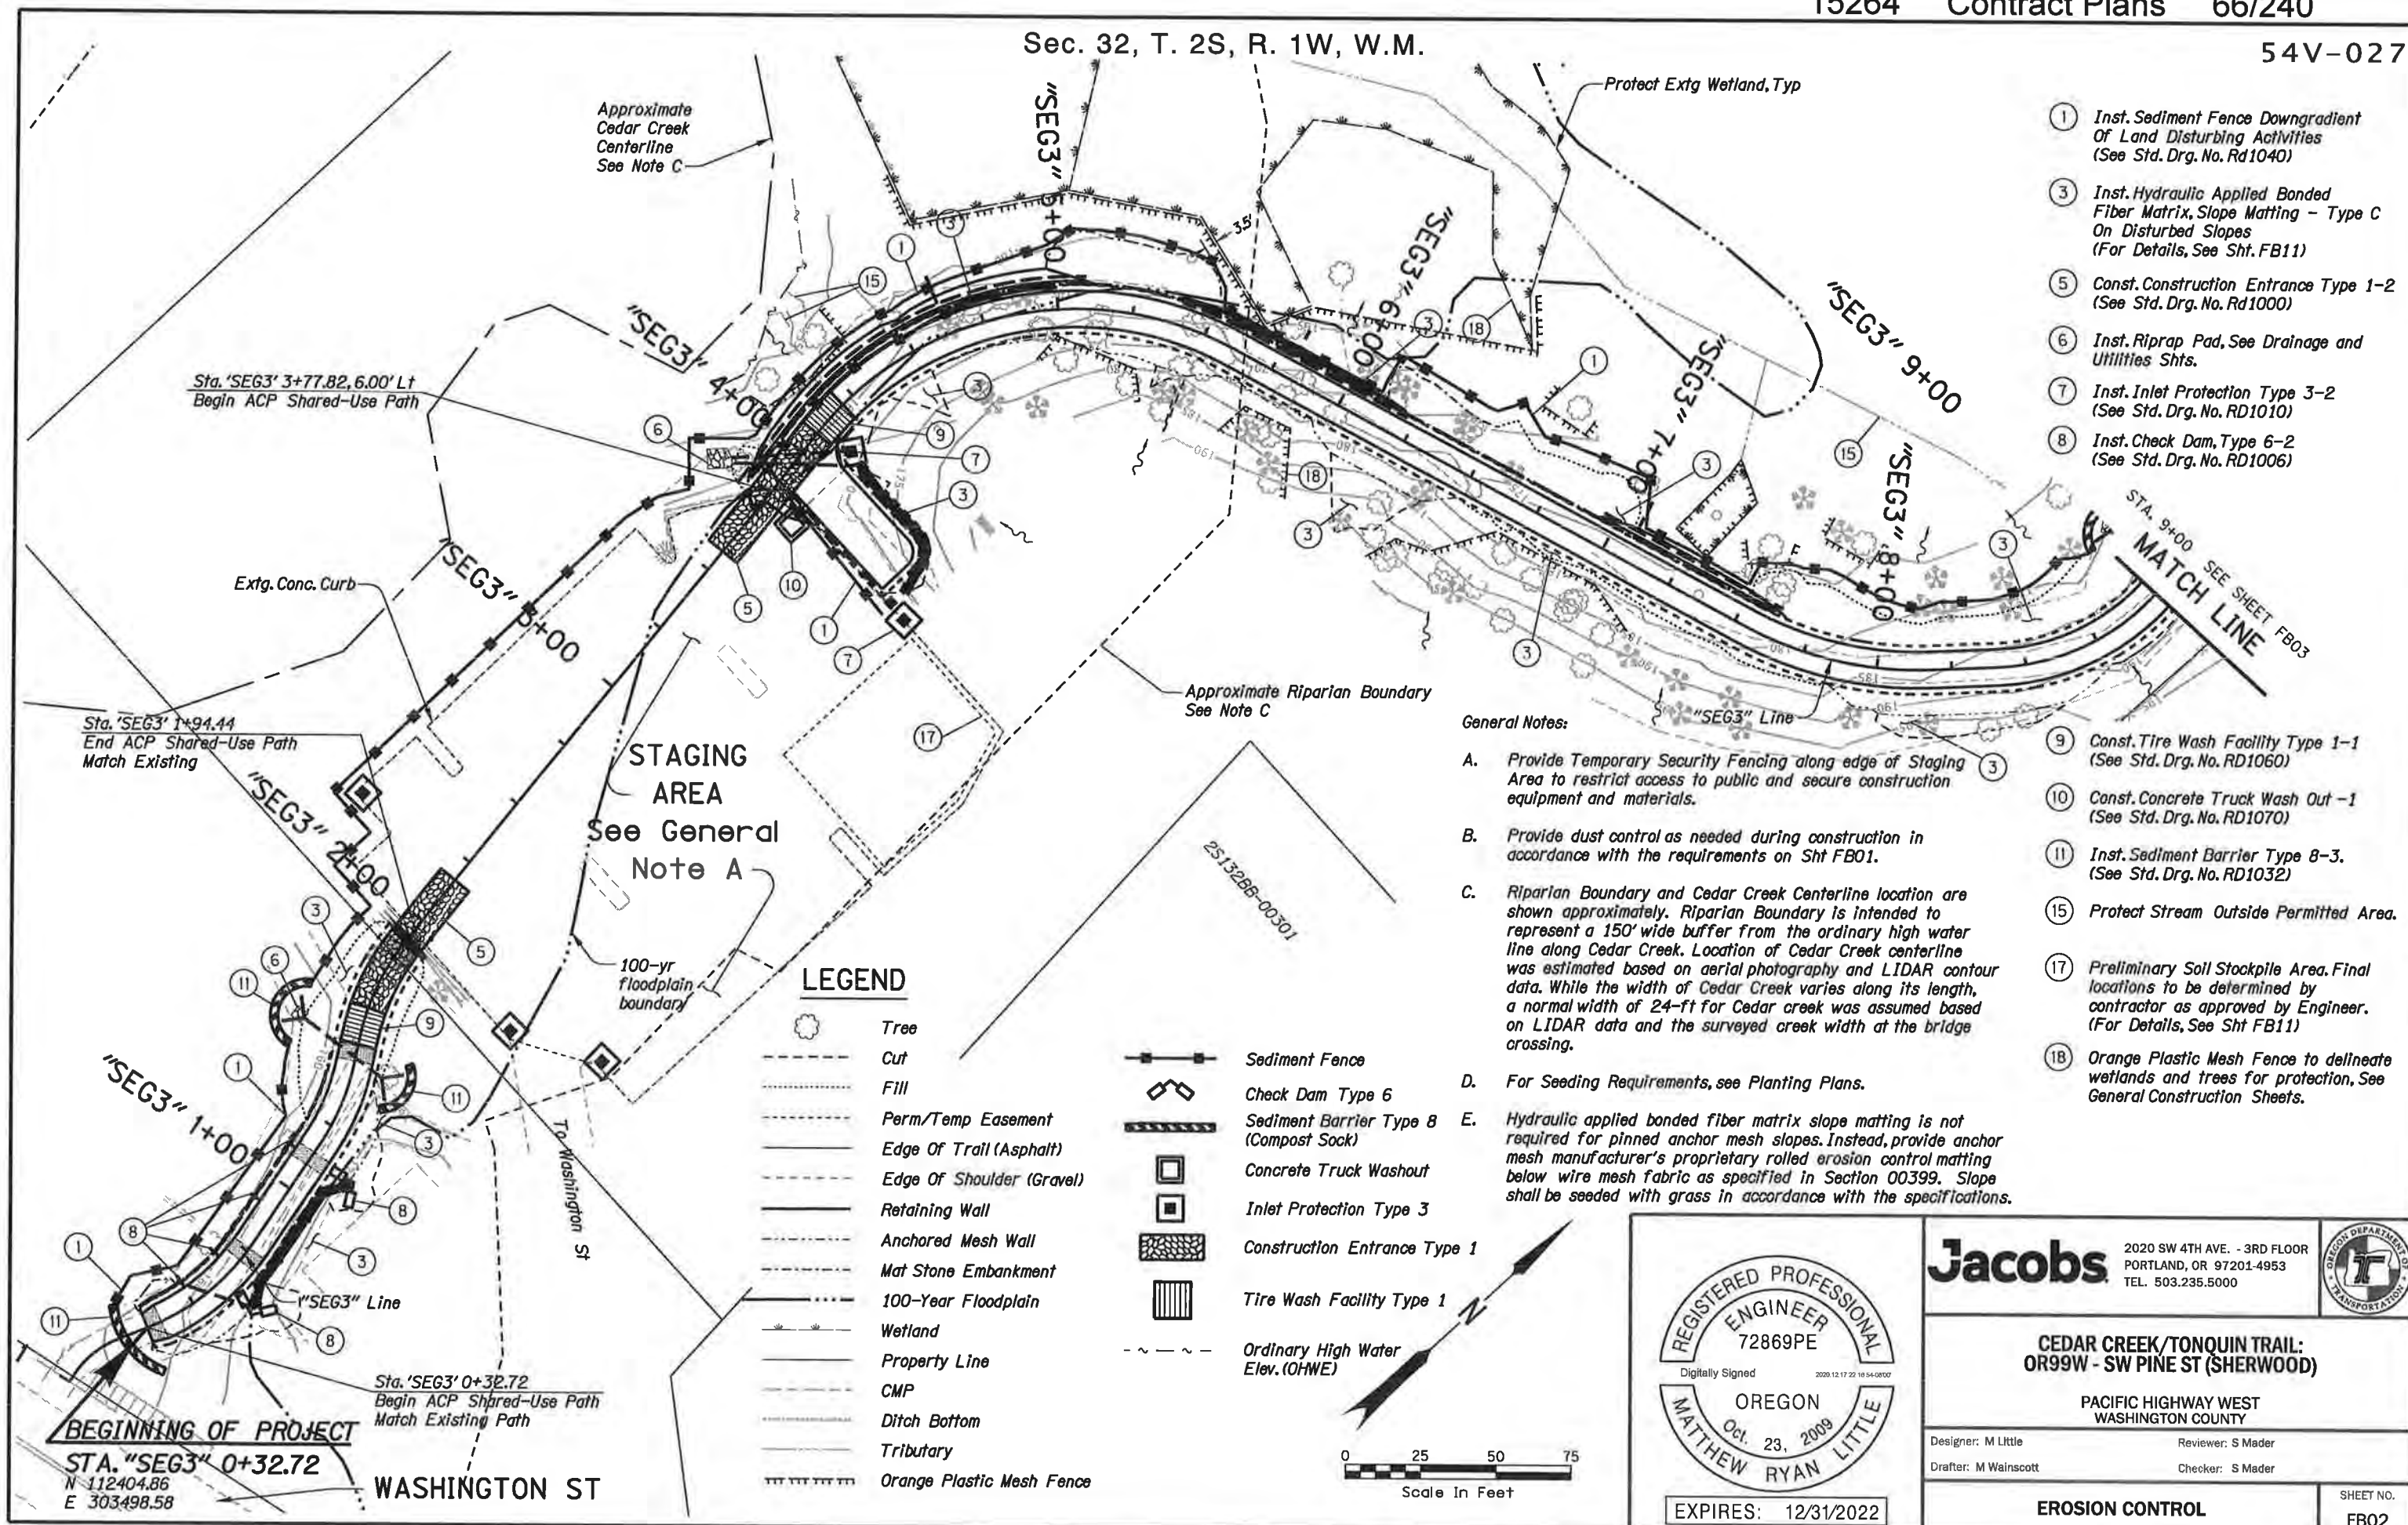 15264 Contract Plans 66/240
Sec. 32, T. 2S, R. 1W, W.M.
54V-027
Approximate
Cedar Creek
Centerline
See Note C
Protect Extg Wetland, Typ
"SEG3" 5+00
3.5'
"SEG3" 6+00
"SEG3" 7+00
"SEG3" 8+00
"SEG3" 9+00
"SEG3" 4+00
Sta. 'SEG3' 3+77.82, 6.00' Lt
Begin ACP Shared-Use Path
Extg. Conc. Curb
"SEG3" 3+00
Sta. 'SEG3' 1+94.44
End ACP Shared-Use Path
Match Existing
"SEG3" 2+00
STAGING
AREA
See General
Note A
100-yr
floodplain
boundary
Approximate Riparian Boundary
See Note C
2S132BB-00301
"SEG3" Line
STA. 9+00 SEE SHEET FB03
MATCH LINE
"SEG3" 1+00
To Washington St
"SEG3" Line
Sta. 'SEG3' 0+32.72
Begin ACP Shared-Use Path
Match Existing Path
BEGINNING OF PROJECT
STA. "SEG3" 0+32.72
N 112404.86
E 303498.58
WASHINGTON ST
1 Inst. Sediment Fence Downgradient
Of Land Disturbing Activities
(See Std. Drg. No. Rd1040)
3 Inst. Hydraulic Applied Bonded
Fiber Matrix, Slope Matting - Type C
On Disturbed Slopes
(For Details, See Sht. FB11)
5 Const. Construction Entrance Type 1-2
(See Std. Drg. No. Rd1000)
6 Inst. Riprap Pad, See Drainage and
Utilities Shts.
7 Inst. Inlet Protection Type 3-2
(See Std. Drg. No. RD1010)
8 Inst. Check Dam, Type 6-2
(See Std. Drg. No. RD1006)
9 Const. Tire Wash Facility Type 1-1
(See Std. Drg. No. RD1060)
10 Const. Concrete Truck Wash Out -1
(See Std. Drg. No. RD1070)
11 Inst. Sediment Barrier Type 8-3.
(See Std. Drg. No. RD1032)
15 Protect Stream Outside Permitted Area.
17 Preliminary Soil Stockpile Area. Final
locations to be determined by
contractor as approved by Engineer.
(For Details, See Sht FB11)
18 Orange Plastic Mesh Fence to delineate
wetlands and trees for protection, See
General Construction Sheets.
General Notes:
A. Provide Temporary Security Fencing along edge of Staging
Area to restrict access to public and secure construction
equipment and materials.
B. Provide dust control as needed during construction in
accordance with the requirements on Sht FB01.
C. Riparian Boundary and Cedar Creek Centerline location are
shown approximately. Riparian Boundary is intended to
represent a 150' wide buffer from the ordinary high water
line along Cedar Creek. Location of Cedar Creek centerline
was estimated based on aerial photography and LIDAR contour
data. While the width of Cedar Creek varies along its length,
a normal width of 24-ft for Cedar creek was assumed based
on LIDAR data and the surveyed creek width at the bridge
crossing.
D. For Seeding Requirements, see Planting Plans.
E. Hydraulic applied bonded fiber matrix slope matting is not
required for pinned anchor mesh slopes. Instead, provide anchor
mesh manufacturer's proprietary rolled erosion control matting
below wire mesh fabric as specified in Section 00399. Slope
shall be seeded with grass in accordance with the specifications.
LEGEND
Tree
Cut
Fill
Perm/Temp Easement
Edge Of Trail (Asphalt)
Edge Of Shoulder (Gravel)
Retaining Wall
Anchored Mesh Wall
Mat Stone Embankment
100-Year Floodplain
Wetland
Property Line
CMP
Ditch Bottom
Tributary
Orange Plastic Mesh Fence
Sediment Fence
Check Dam Type 6
Sediment Barrier Type 8
(Compost Sock)
Concrete Truck Washout
Inlet Protection Type 3
Construction Entrance Type 1
Tire Wash Facility Type 1
Ordinary High Water
Elev. (OHWE)
N
0 25 50 75
Scale In Feet
REGISTERED PROFESSIONAL
ENGINEER
72869PE
Digitally Signed
OREGON
Oct. 23, 2009
MATTHEW RYAN LITTLE
EXPIRES: 12/31/2022
Jacobs
2020 SW 4TH AVE. - 3RD FLOOR
PORTLAND, OR 97201-4953
TEL. 503.235.5000
OREGON DEPARTMENT OF TRANSPORTATION
CEDAR CREEK/TONQUIN TRAIL:
OR99W - SW PINE ST (SHERWOOD)
PACIFIC HIGHWAY WEST
WASHINGTON COUNTY
Designer: M Little Reviewer: S Mader
Drafter: M Wainscott Checker: S Mader
EROSION CONTROL
SHEET NO.
FB02